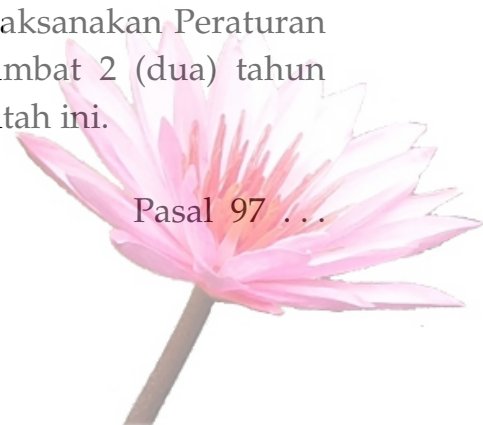 aksanakan Peraturan
mbat 2 (dua) tahun
tah ini.
Pasal 97 . . .